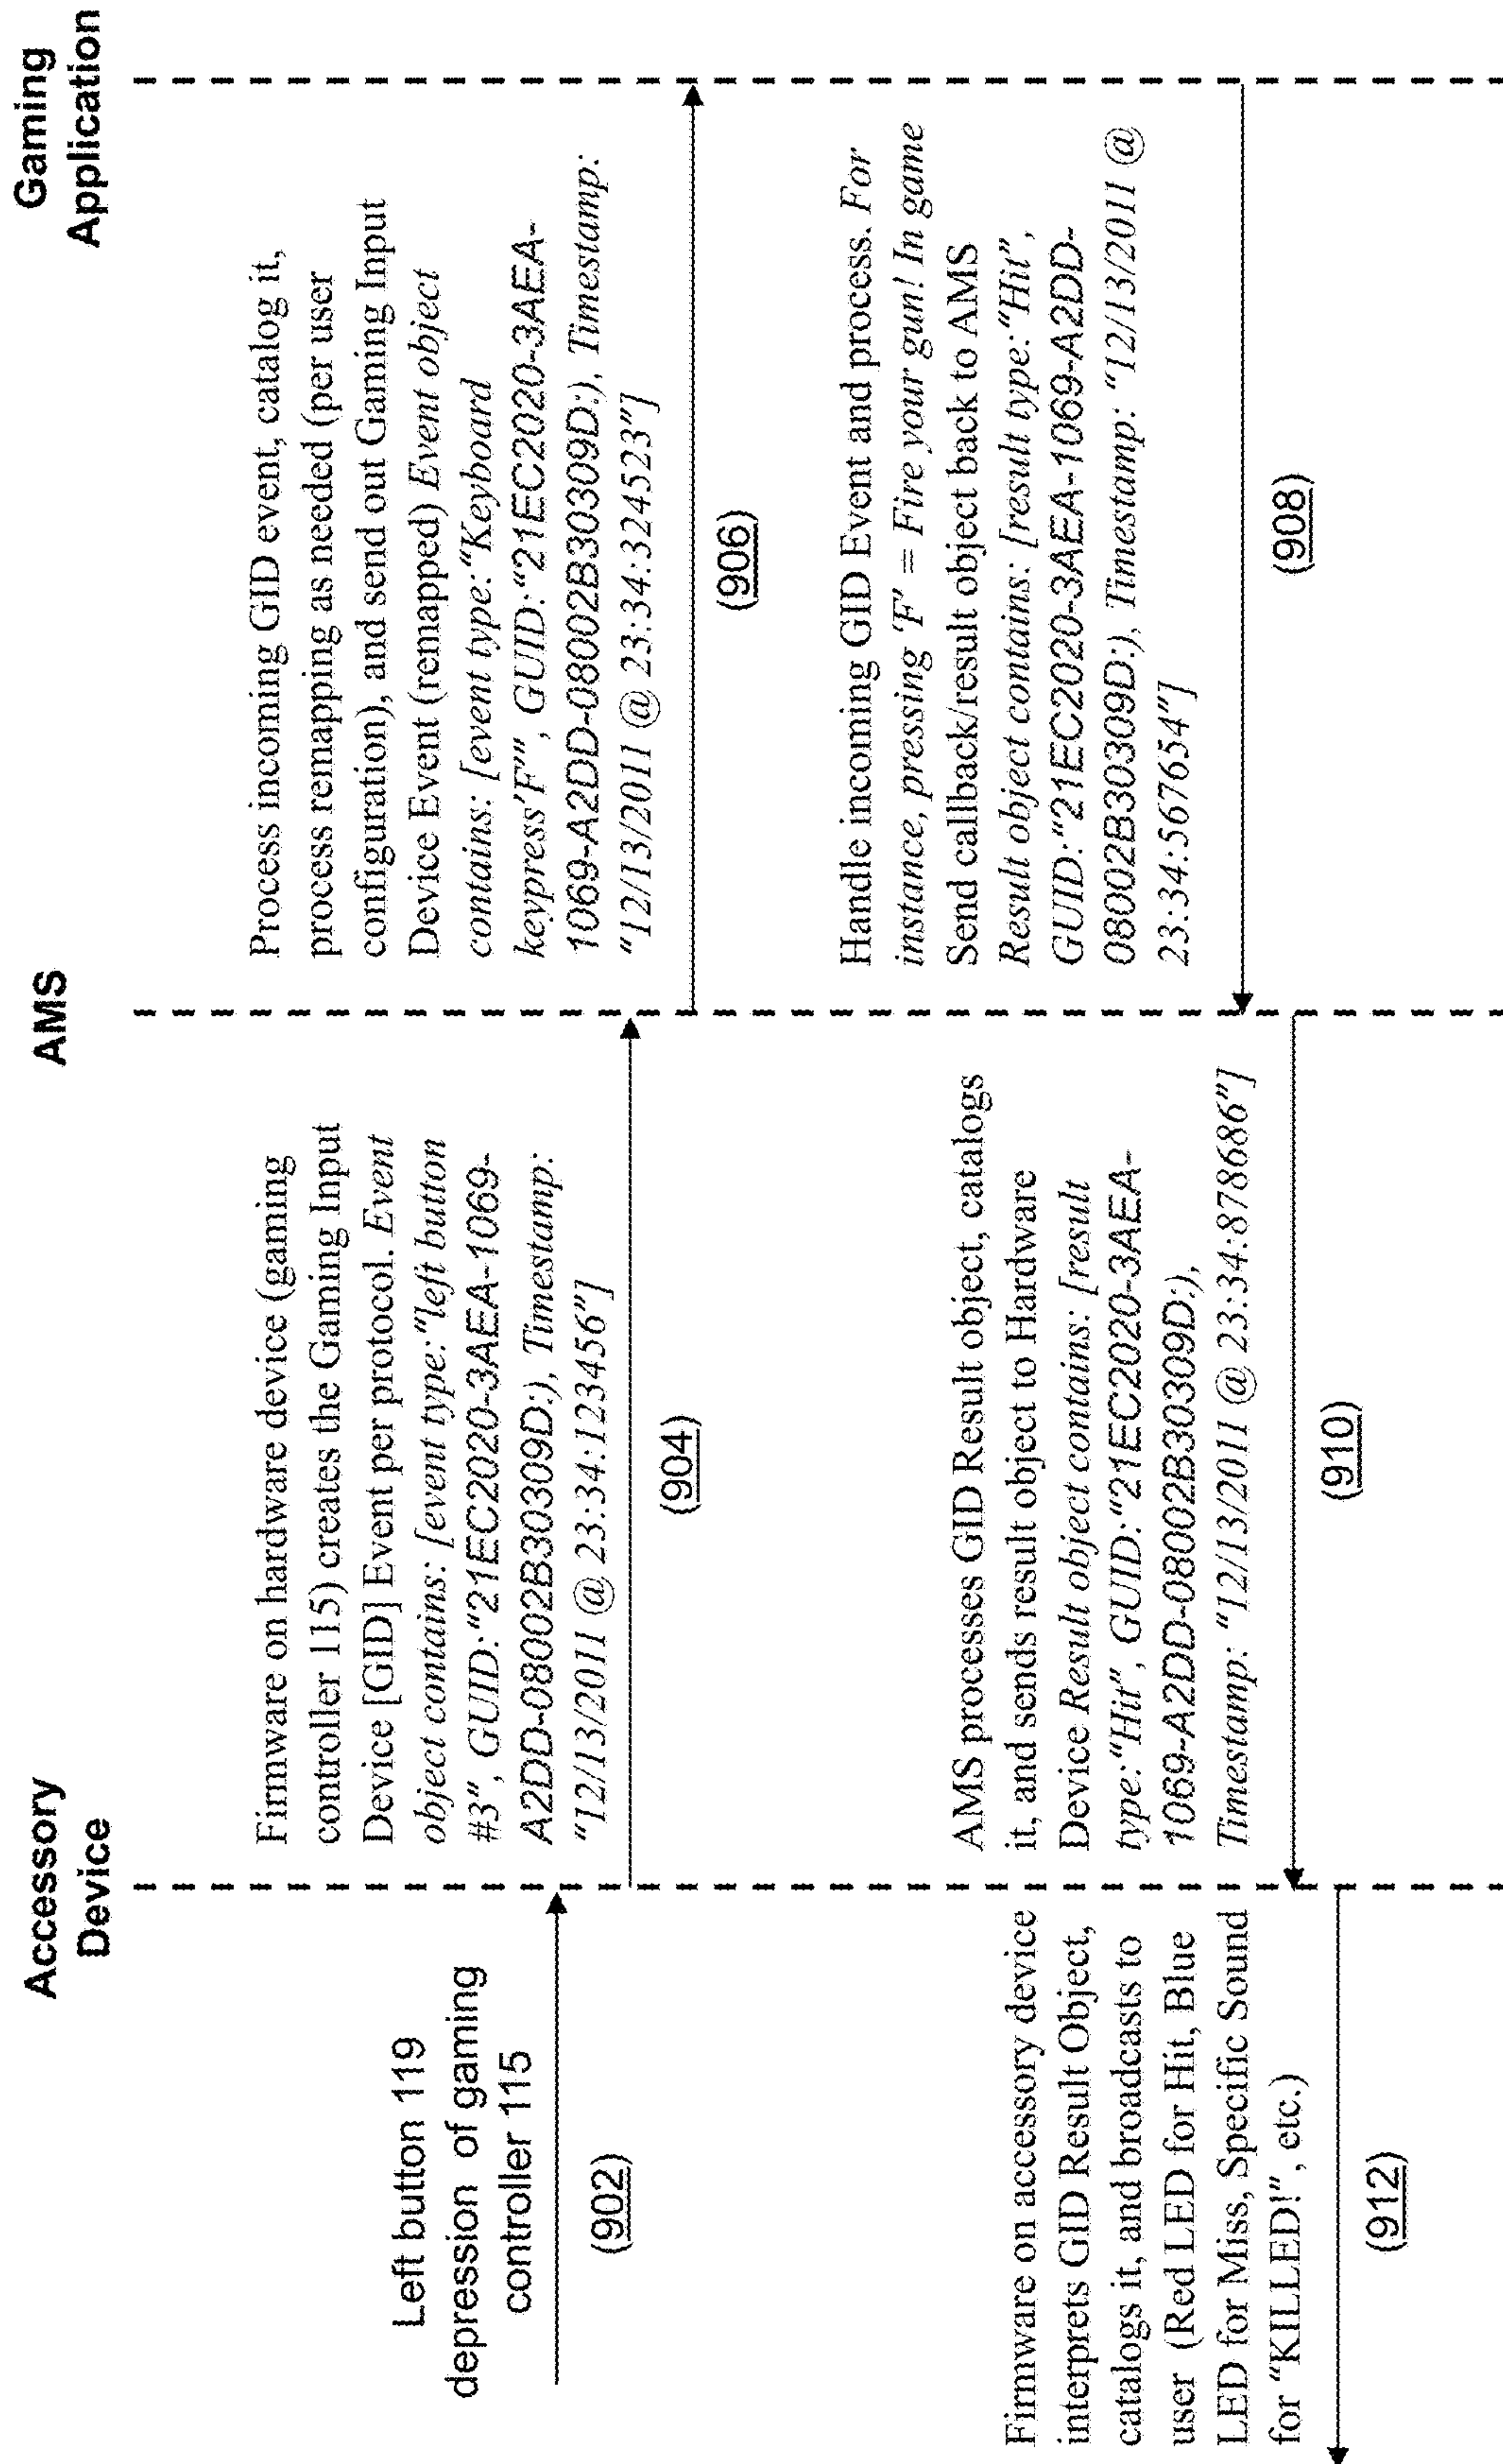 Accessory
Device
AMS
Gaming
Application
Left button 119
depression of gaming
controller 115
(902)
Firmware on hardware device (gaming
controller 115) creates the Gaming Input
Device [GID] Event per protocol. Event
object contains: [event type:"left button
#3", GUID:"21EC2020-3AEA-1069-
A2DD-08002B30309D;), Timestamp:
"12/13/2011 @ 23:34:123456"]
(904)
Process incoming GID event, catalog it,
process remapping as needed (per user
configuration), and send out Gaming Input
Device Event (remapped) Event object
contains: [event type:"Keyboard
keypress'F'", GUID:"21EC2020-3AEA-
1069-A2DD-08002B30309D;), Timestamp:
"12/13/2011 @ 23:34:324523"]
(906)
Handle incoming GID Event and process. For
instance, pressing 'F' = Fire your gun! In game
Send callback/result object back to AMS
Result object contains: [result type:"Hit",
GUID:"21EC2020-3AEA-1069-A2DD-
08002B30309D;), Timestamp: "12/13/2011 @
23:34:567654"]
(908)
AMS processes GID Result object, catalogs
it, and sends result object to Hardware
Device Result object contains: [result
type:"Hit", GUID:"21EC2020-3AEA-
1069-A2DD-08002B30309D;),
Timestamp: "12/13/2011 @ 23:34:878686"]
(910)
Firmware on accessory device
interprets GID Result Object,
catalogs it, and broadcasts to
user (Red LED for Hit, Blue
LED for Miss, Specific Sound
for "KILLED!", etc.)
(912)